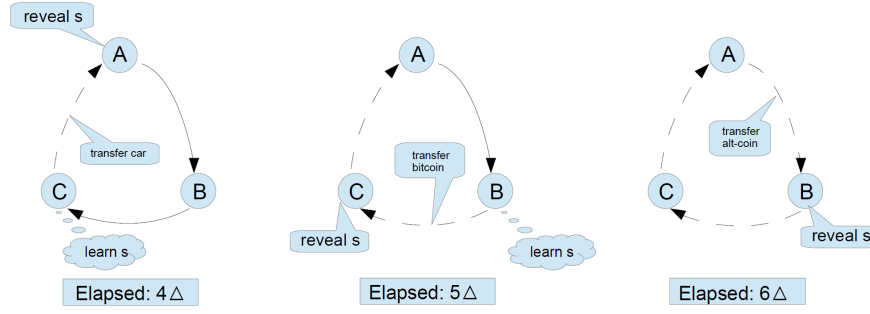 reveal s
A
transfer car
C
B
learn s
Elapsed: 4△
A
transfer
bitcoin
C
B
reveal s
learn s
Elapsed: 5△
A
transfer
alt-coin
C
B
reveal s
Elapsed: 6△